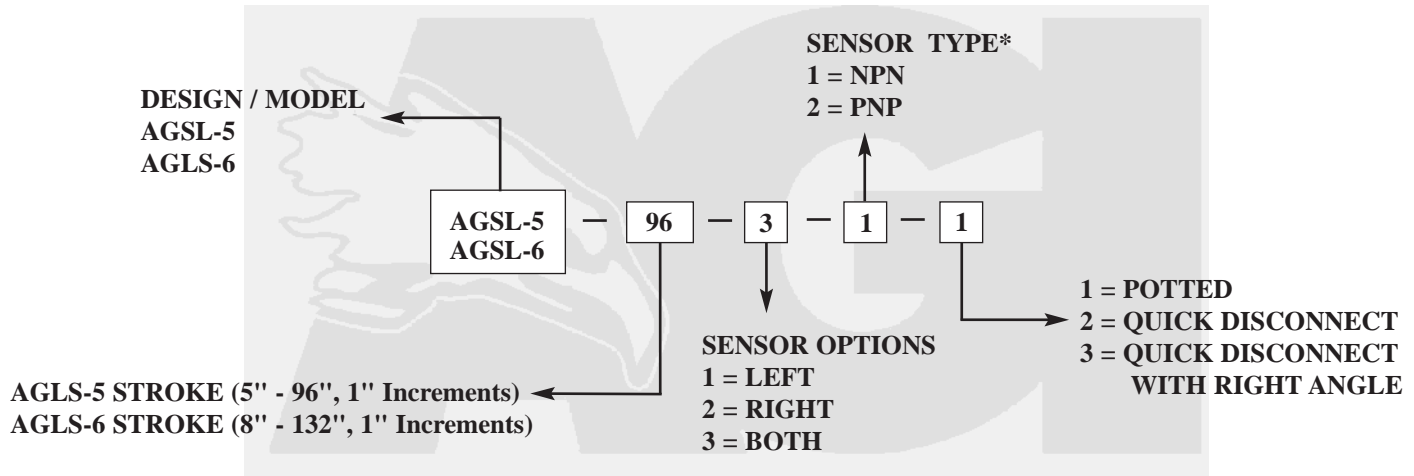 SENSOR TYPE*
1 = NPN
2 = PNP
DESIGN / MODEL
AGSL-5
AGLS-6
AGSL-5 – 96 – 3 – 1 – 1
AGSL-6
1 = POTTED
2 = QUICK DISCONNECT
3 = QUICK DISCONNECT
WITH RIGHT ANGLE
SENSOR OPTIONS
1 = LEFT
2 = RIGHT
3 = BOTH
AGLS-5 STROKE (5" - 96", 1" Increments)
AGLS-6 STROKE (8" - 132", 1" Increments)
AGI